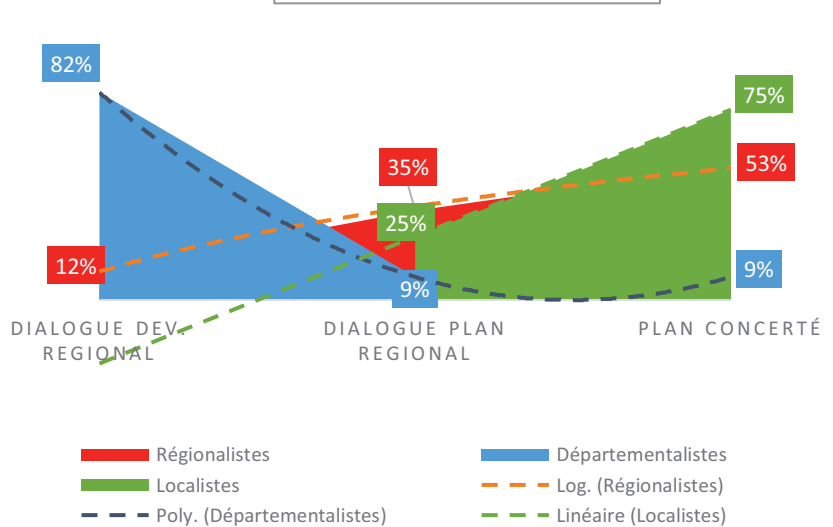 82%
75%
35%
53%
25%
12%
9%
9%
DIALOGUE DEV.
REGIONAL
DIALOGUE PLAN
REGIONAL
PLAN CONCERTÉ
Régionalistes
Départementalistes
Localistes
Log. (Régionalistes)
Poly. (Départementalistes)
Linéaire (Localistes)